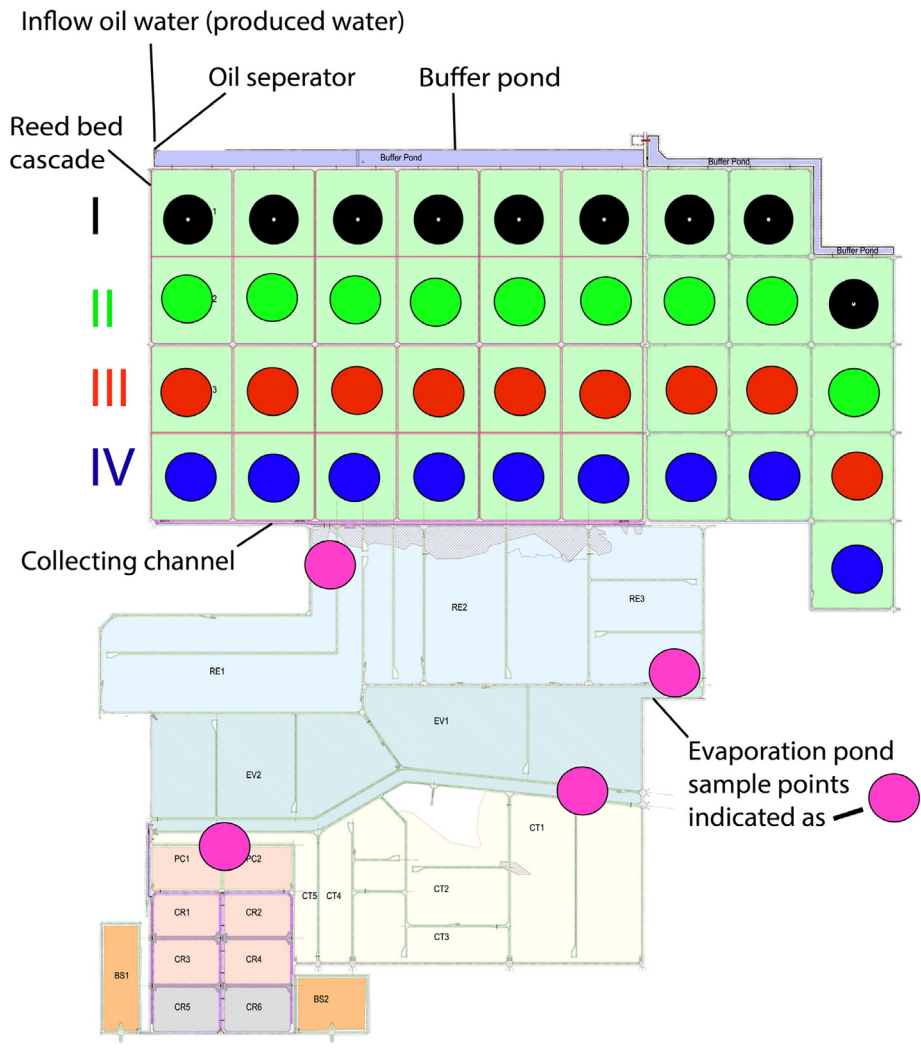 Inflow oil water (produced water)
Oil seperator
Buffer pond
Reed bed
cascade
Buffer Pond
Buffer Pond
Buffer Pond
I
1
II
2
III
3
IV
Collecting channel
RE2
RE3
RE1
EV1
EV2
Evaporation pond
sample points
indicated as
CT1
PC1
PC2
CT5
CT4
CT2
CR1
CR2
CT3
CR3
CR4
BS1
BS2
CR5
CR6